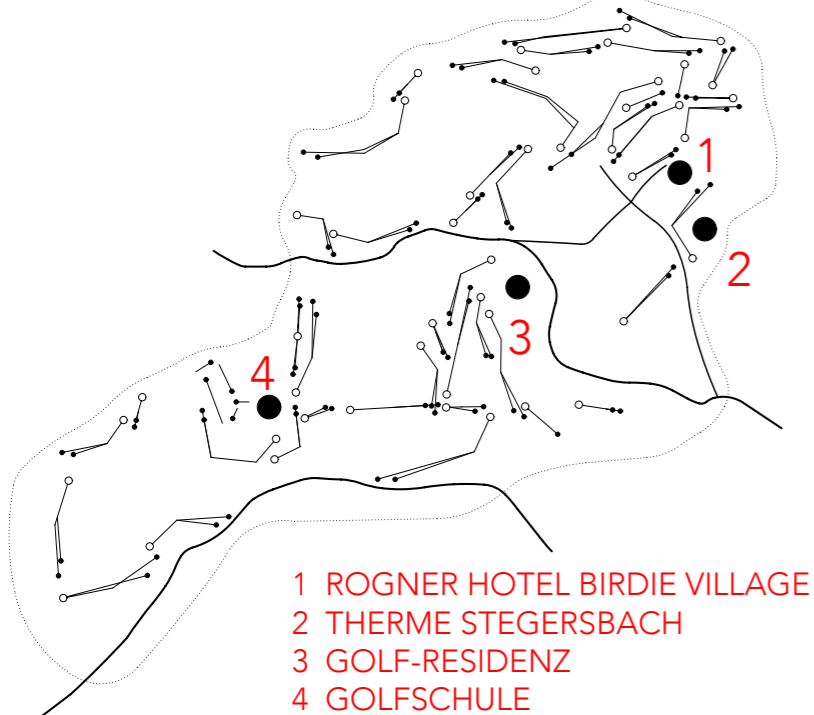 1
2
3
4
1 ROGNER HOTEL BIRDIE VILLAGE
2 THERME STEGERSBACH
3 GOLF-RESIDENZ
4 GOLFSCHULE